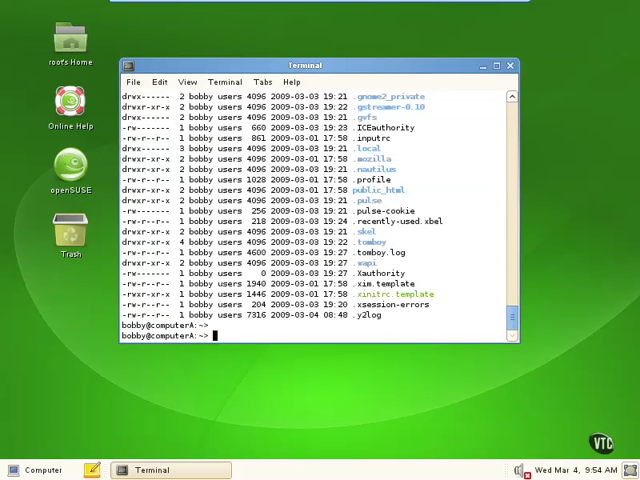 root's Home
Online Help
openSUSE
Trash
Terminal
File Edit View Terminal Tabs Help
drwx------ 2 bobby users 4096 2009-03-03 19:21 .gnome2_private
drwxr-xr-x 2 bobby users 4096 2009-03-03 19:22 .gstreamer-0.10
drwx------ 2 bobby users 4096 2009-03-03 19:21 .gvfs
-rw------- 1 bobby users 660 2009-03-03 19:23 .ICEauthority
-rw-r--r-- 1 bobby users 861 2009-03-01 17:58 .inputrc
drwx------ 3 bobby users 4096 2009-03-03 19:21 .local
drwxr-xr-x 2 bobby users 4096 2009-03-01 17:58 .mozilla
drwxr-xr-x 2 bobby users 4096 2009-03-03 19:21 .nautilus
-rw-r--r-- 1 bobby users 1028 2009-03-01 17:58 .profile
drwxr-xr-x 2 bobby users 4096 2009-03-01 17:58 public_html
drwx------ 2 bobby users 4096 2009-03-03 19:21 .pulse
-rw------- 1 bobby users 256 2009-03-03 19:21 .pulse-cookie
-rw------- 1 bobby users 218 2009-03-03 19:24 .recently-used.xbel
drwxr-xr-x 2 bobby users 4096 2009-03-03 19:21 .skel
drwxr-xr-x 4 bobby users 4096 2009-03-03 19:22 .tomboy
-rw-r--r-- 1 bobby users 4600 2009-03-03 19:27 .tomboy.log
drwxr-xr-x 2 bobby users 4096 2009-03-03 19:27 .wapi
-rw------- 1 bobby users 0 2009-03-03 19:27 .Xauthority
-rw-r--r-- 1 bobby users 1940 2009-03-01 17:58 .xim.template
-rwxr-xr-x 1 bobby users 1446 2009-03-01 17:58 .xinitrc.template
-rw-r--r-- 1 bobby users 204 2009-03-03 19:20 .xsession-errors
-rw-r--r-- 1 bobby users 7316 2009-03-04 08:48 .y2log
bobby@computerA:~>
bobby@computerA:~>
VTC
Computer Terminal Wed Mar 4, 9:54 AM